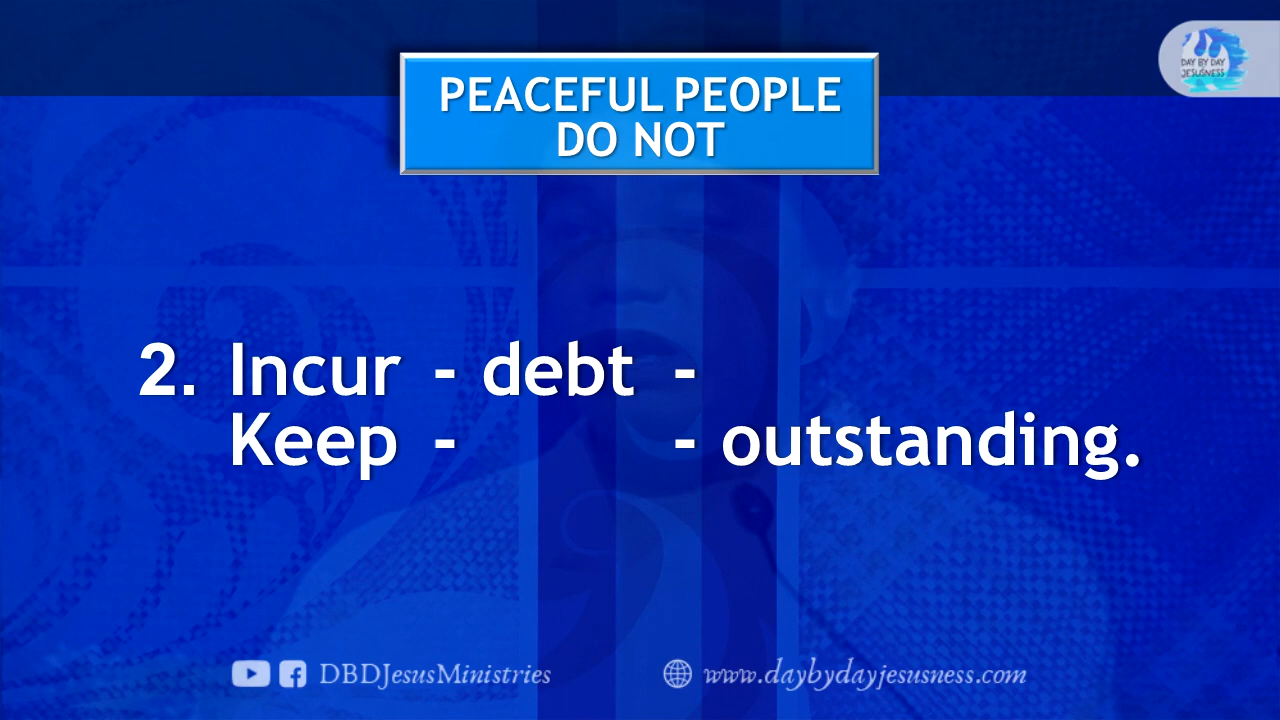 DAY BY DAY
JESUSNESS
PEACEFUL PEOPLE
DO NOT
2. Incur - debt -
Keep - - outstanding.
DBDJesusMinistries
www.daybydayjesusness.com